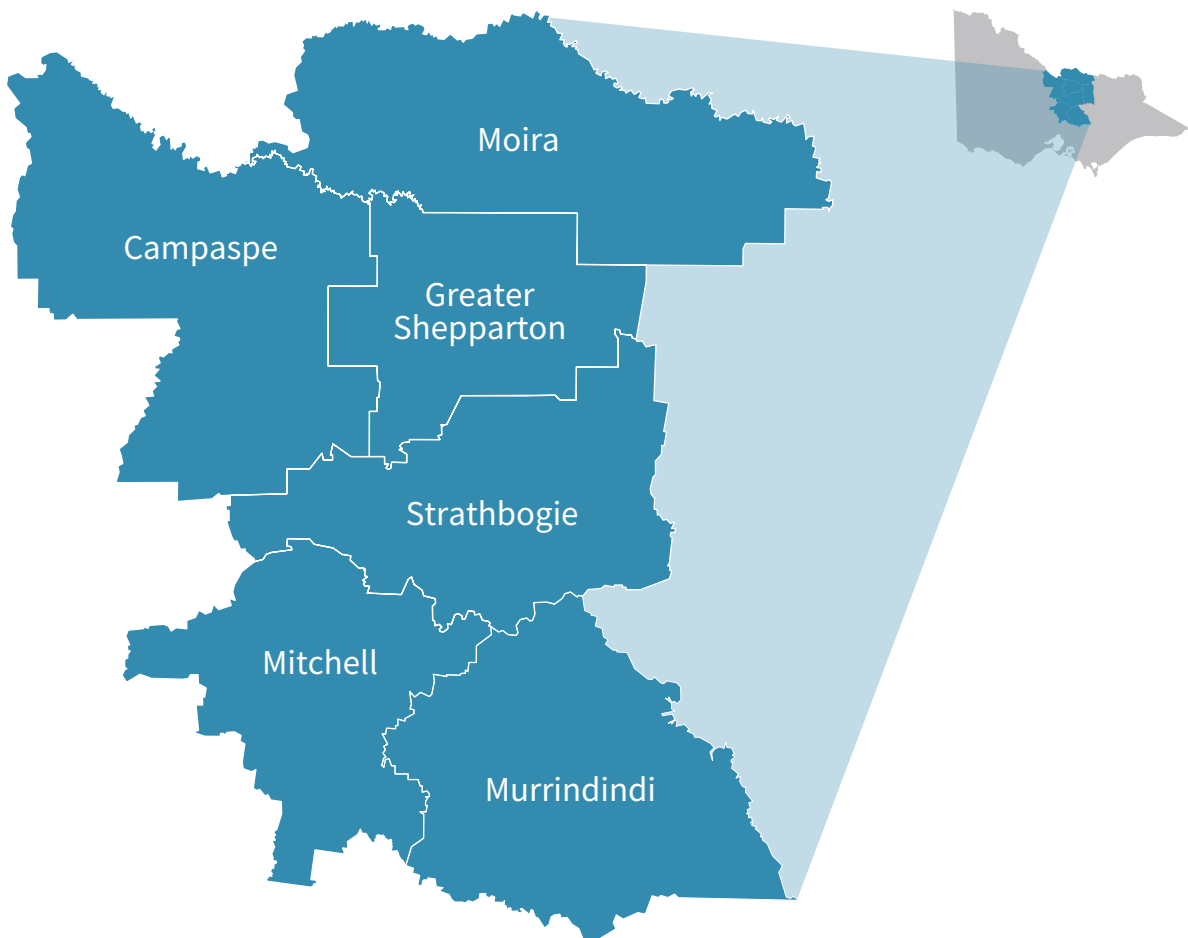 Moira
Campaspe
Greater
Shepparton
Strathbogie
Mitchell
Murrindindi